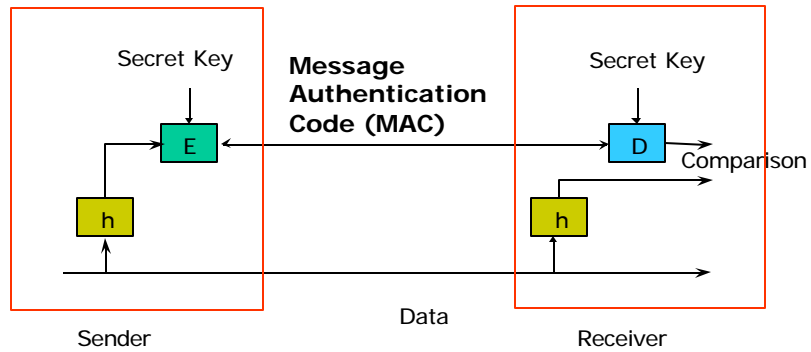 Secret Key
Message
Authentication
Code (MAC)
Secret Key
E
D
Comparison
h
h
Data
Sender
Receiver